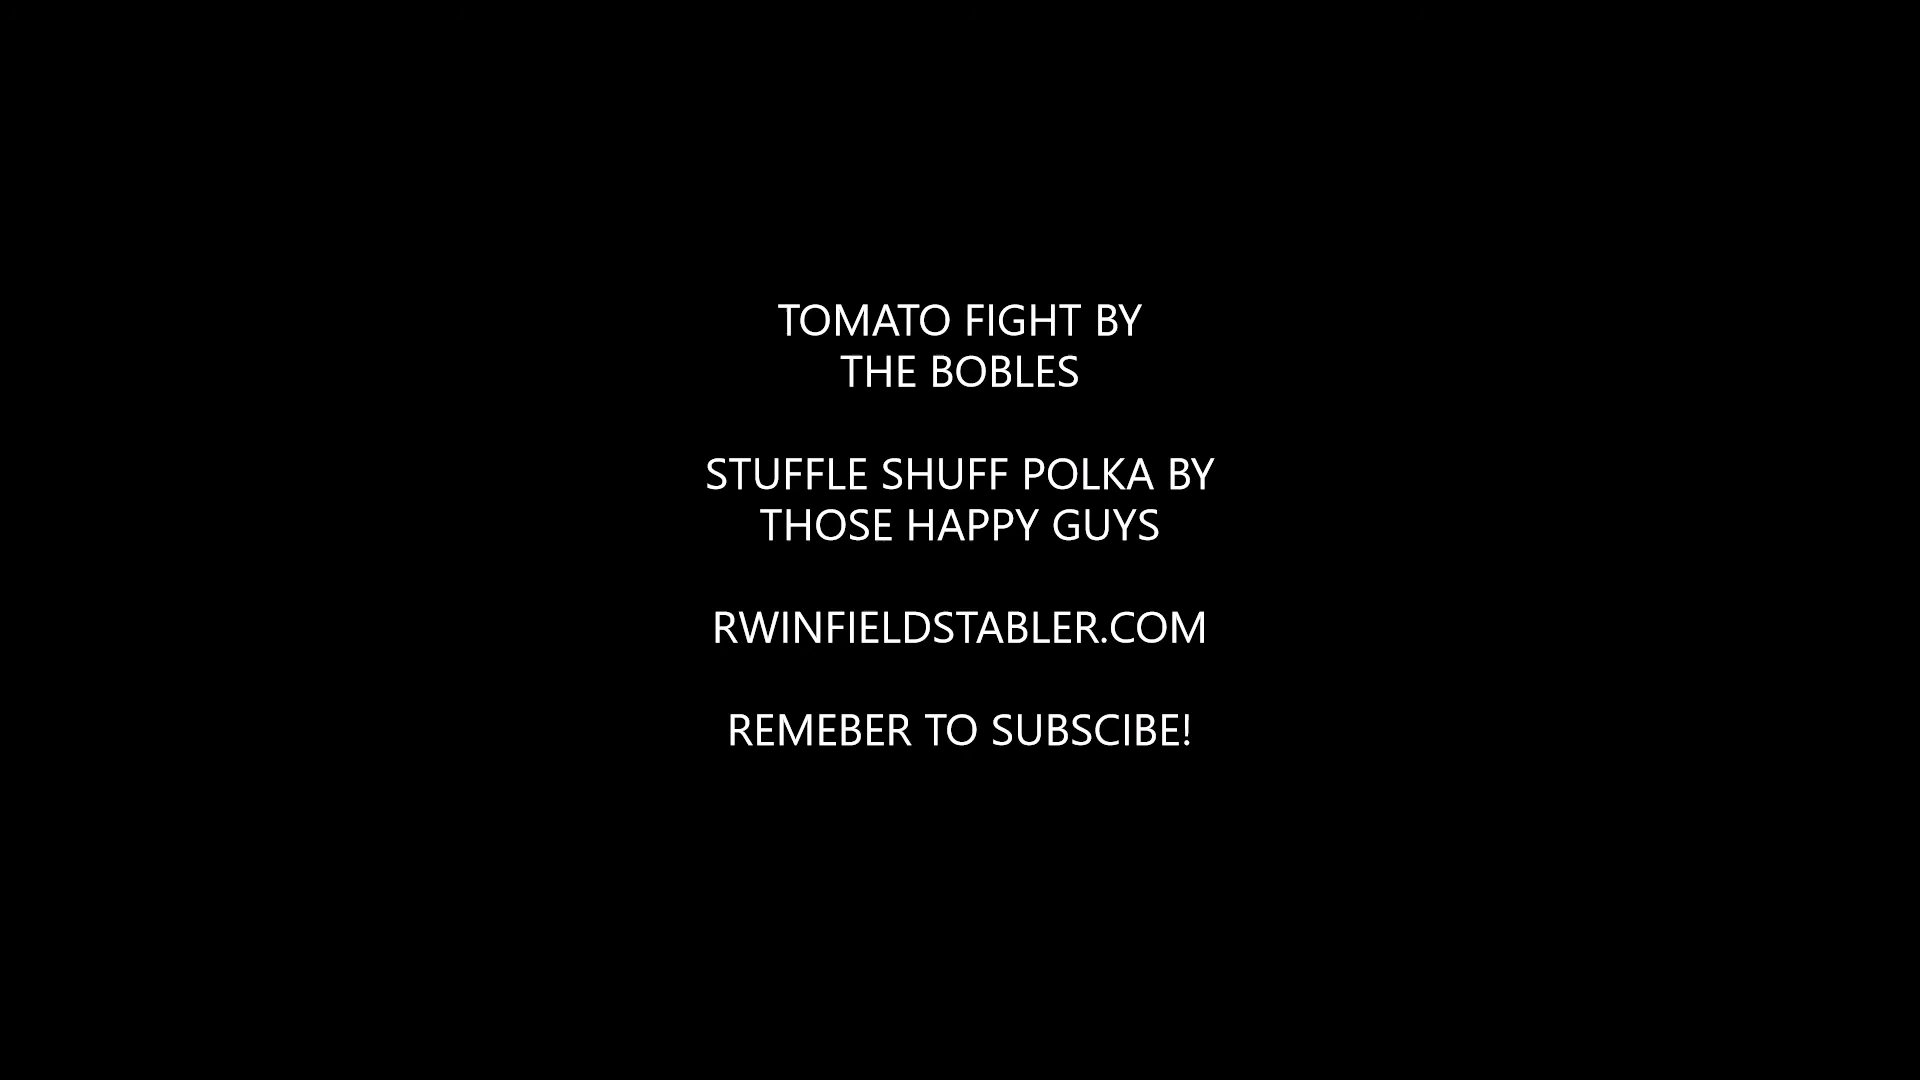 TOMATO FIGHT BY
THE BOBLES
STUFFLE SHUFF POLKA BY
THOSE HAPPY GUYS
RWINFIELDSTABLER.COM
REMEBER TO SUBSCIBE!